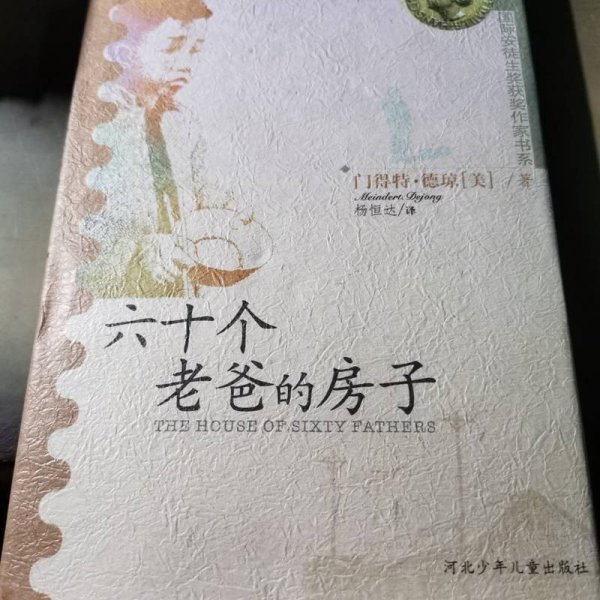 国际安徒生奖获奖作家书系
门得特·德琼[美]/著
Meindert Dejong
杨恒达/译
六十个
老爸的房子
THE HOUSE OF SIXTY FATHERS
河北少年儿童出版社